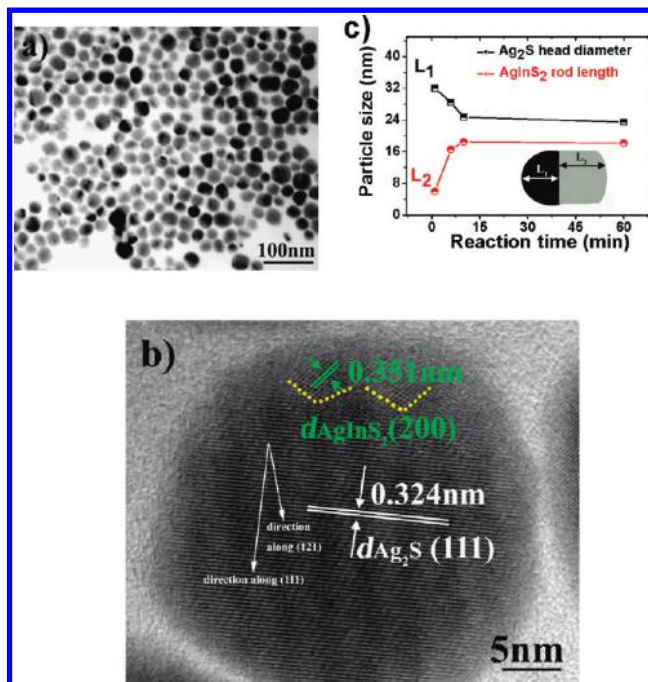 a)
100nm
c)
Ag₂S head diameter
AgInS₂ rod length
Particle size (nm)
40
32
24
16
8
0
L₁
L₂
L₁
L₂
0 15 30 45 60
Reaction time (min)
b)
0.351nm
dAgInS₂(200)
0.324nm
dAg₂S (111)
direction
along (121)
direction along (111)
5nm